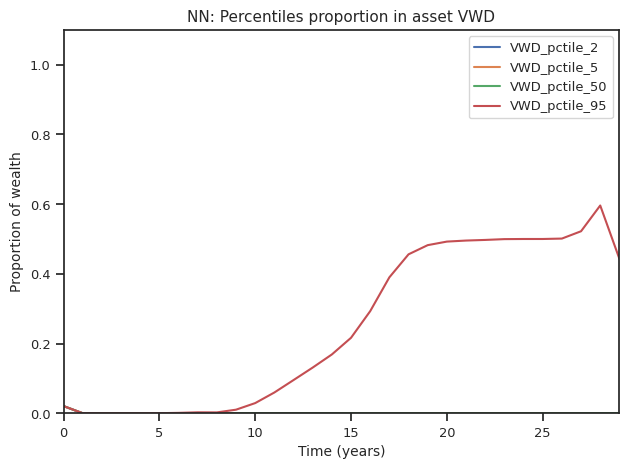 NN: Percentiles proportion in asset VWD
VWD_pctile_2
VWD_pctile_5
VWD_pctile_50
VWD_pctile_95
Proportion of wealth
1.0
0.8
0.6
0.4
0.2
0.0
0 5 10 15 20 25
Time (years)